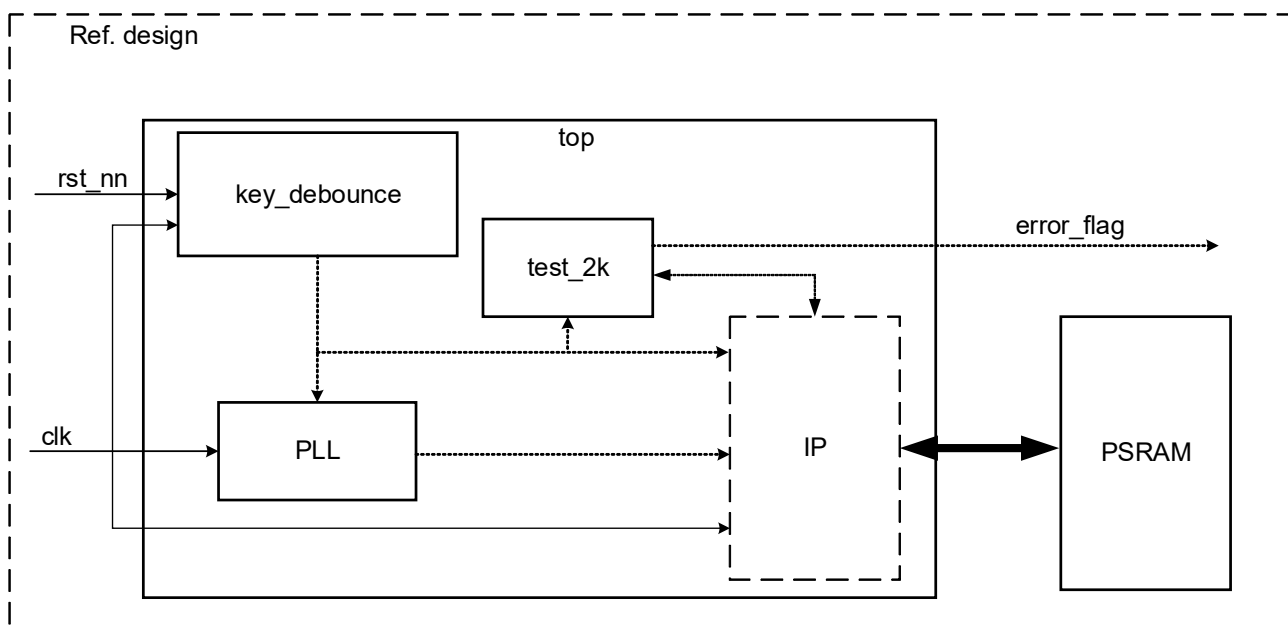 Ref. design
top
rst_nn
key_debounce
error_flag
test_2k
clk
PLL
IP
PSRAM